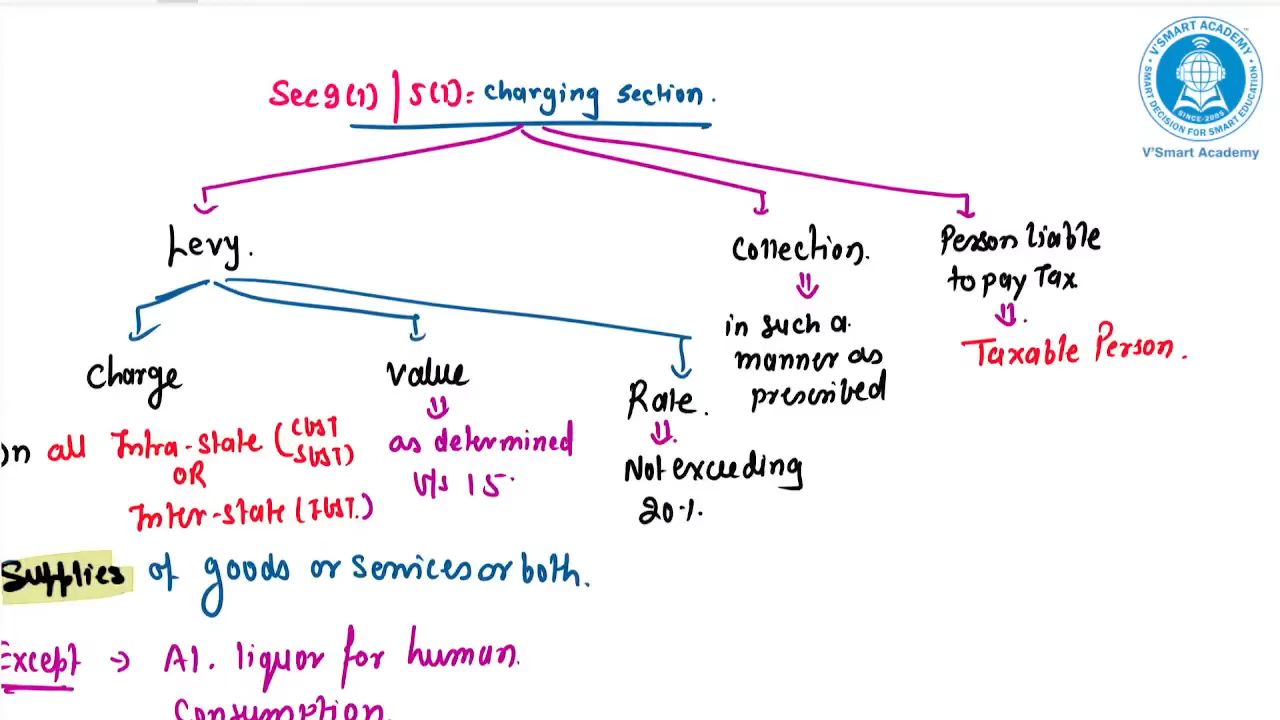 Sec 9(1) | 5(1): charging section.
V'SMART ACADEMY
SMART DECISION FOR SMART EDUCATION
SINCE-2005
V'Smart Academy
Levy.
Collection.
Person liable
to pay Tax
in such a
manner as
prescribed
Taxable Person.
Charge
Value
Rate.
on all Intra-state (CGST
SGST)
OR
Inter-state (IGST.)
as determined
U/s 15.
Not exceeding
20%.
Supplies of goods or services or both.
Except → Al. liquor for human
Consumption.